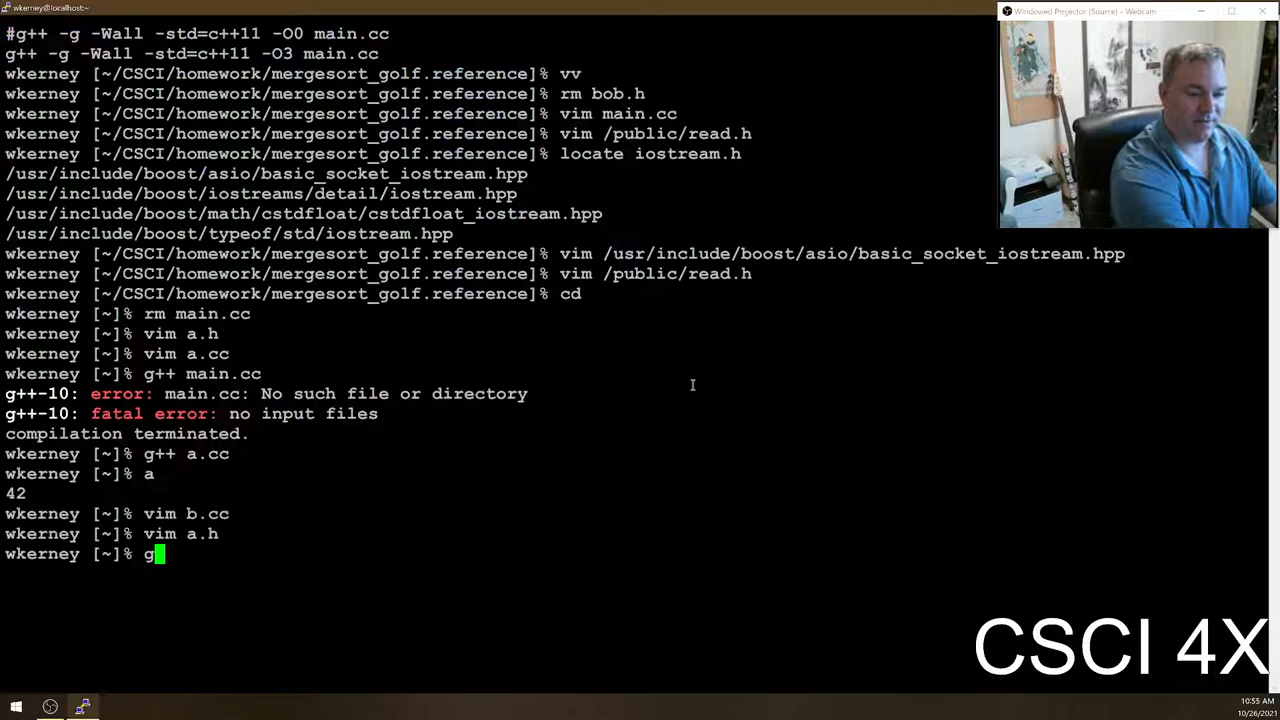 wkerney@localhost:~
Windowed Projector (Source) - Webcam
#g++ -g -Wall -std=c++11 -O0 main.cc
g++ -g -Wall -std=c++11 -O3 main.cc
wkerney [~/CSCI/homework/mergesort_golf.reference]% vv
wkerney [~/CSCI/homework/mergesort_golf.reference]% rm bob.h
wkerney [~/CSCI/homework/mergesort_golf.reference]% vim main.cc
wkerney [~/CSCI/homework/mergesort_golf.reference]% vim /public/read.h
wkerney [~/CSCI/homework/mergesort_golf.reference]% locate iostream.h
/usr/include/boost/asio/basic_socket_iostream.hpp
/usr/include/boost/iostreams/detail/iostream.hpp
/usr/include/boost/math/cstdfloat/cstdfloat_iostream.hpp
/usr/include/boost/typeof/std/iostream.hpp
wkerney [~/CSCI/homework/mergesort_golf.reference]% vim /usr/include/boost/asio/basic_socket_iostream.hpp
wkerney [~/CSCI/homework/mergesort_golf.reference]% vim /public/read.h
wkerney [~/CSCI/homework/mergesort_golf.reference]% cd
wkerney [~]% rm main.cc
wkerney [~]% vim a.h
wkerney [~]% vim a.cc
wkerney [~]% g++ main.cc
g++-10: error: main.cc: No such file or directory
g++-10: fatal error: no input files
compilation terminated.
wkerney [~]% g++ a.cc
wkerney [~]% a
42
wkerney [~]% vim b.cc
wkerney [~]% vim a.h
wkerney [~]% g
CSCI 4X
10:55 AM
10/26/2021